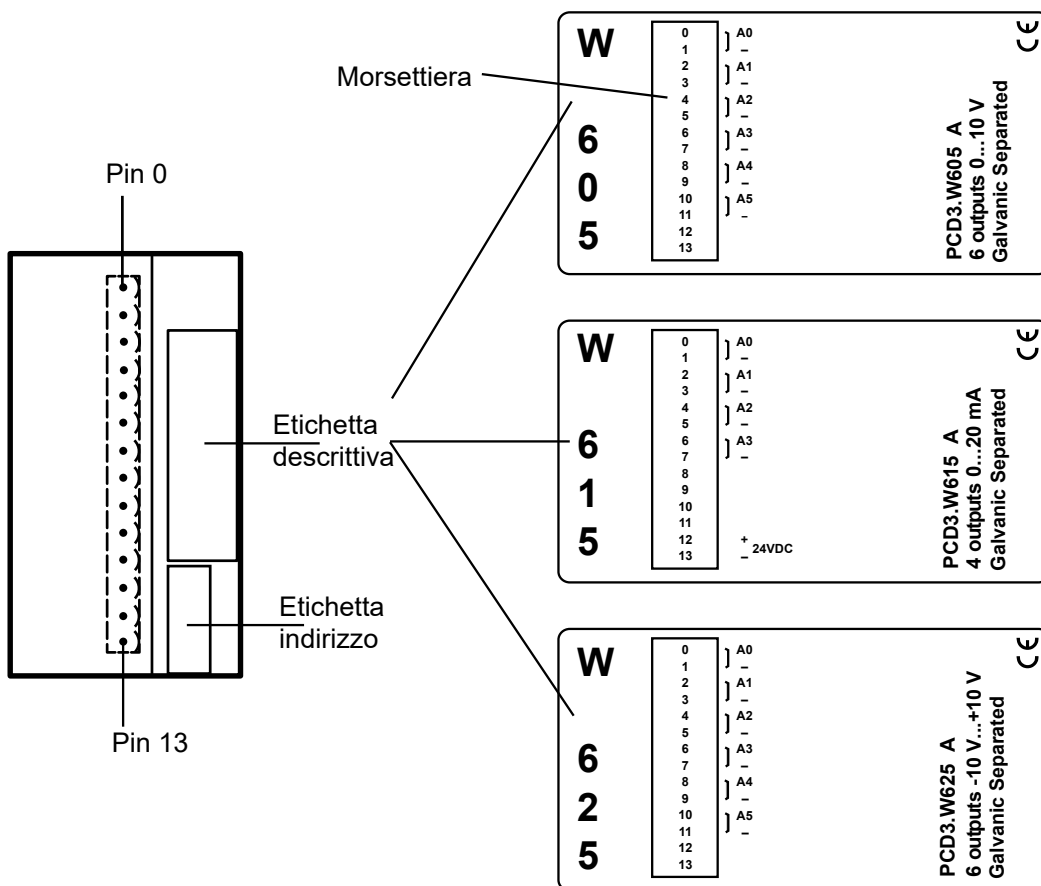 Morsettiera
Pin 0
Etichetta
descrittiva
Etichetta
indirizzo
Pin 13
W
6
0
5
0
1
2
3
4
5
6
7
8
9
10
11
12
13
A0
–
A1
–
A2
–
A3
–
A4
–
A5
–
PCD3.W605 A
6 outputs 0...10 V
Galvanic Separated
CE
W
6
1
5
0
1
2
3
4
5
6
7
8
9
10
11
12
13
A0
–
A1
–
A2
–
A3
–
+
– 24VDC
PCD3.W615 A
4 outputs 0...20 mA
Galvanic Separated
CE
W
6
2
5
0
1
2
3
4
5
6
7
8
9
10
11
12
13
A0
–
A1
–
A2
–
A3
–
A4
–
A5
–
PCD3.W625 A
6 outputs -10 V...+10 V
Galvanic Separated
CE